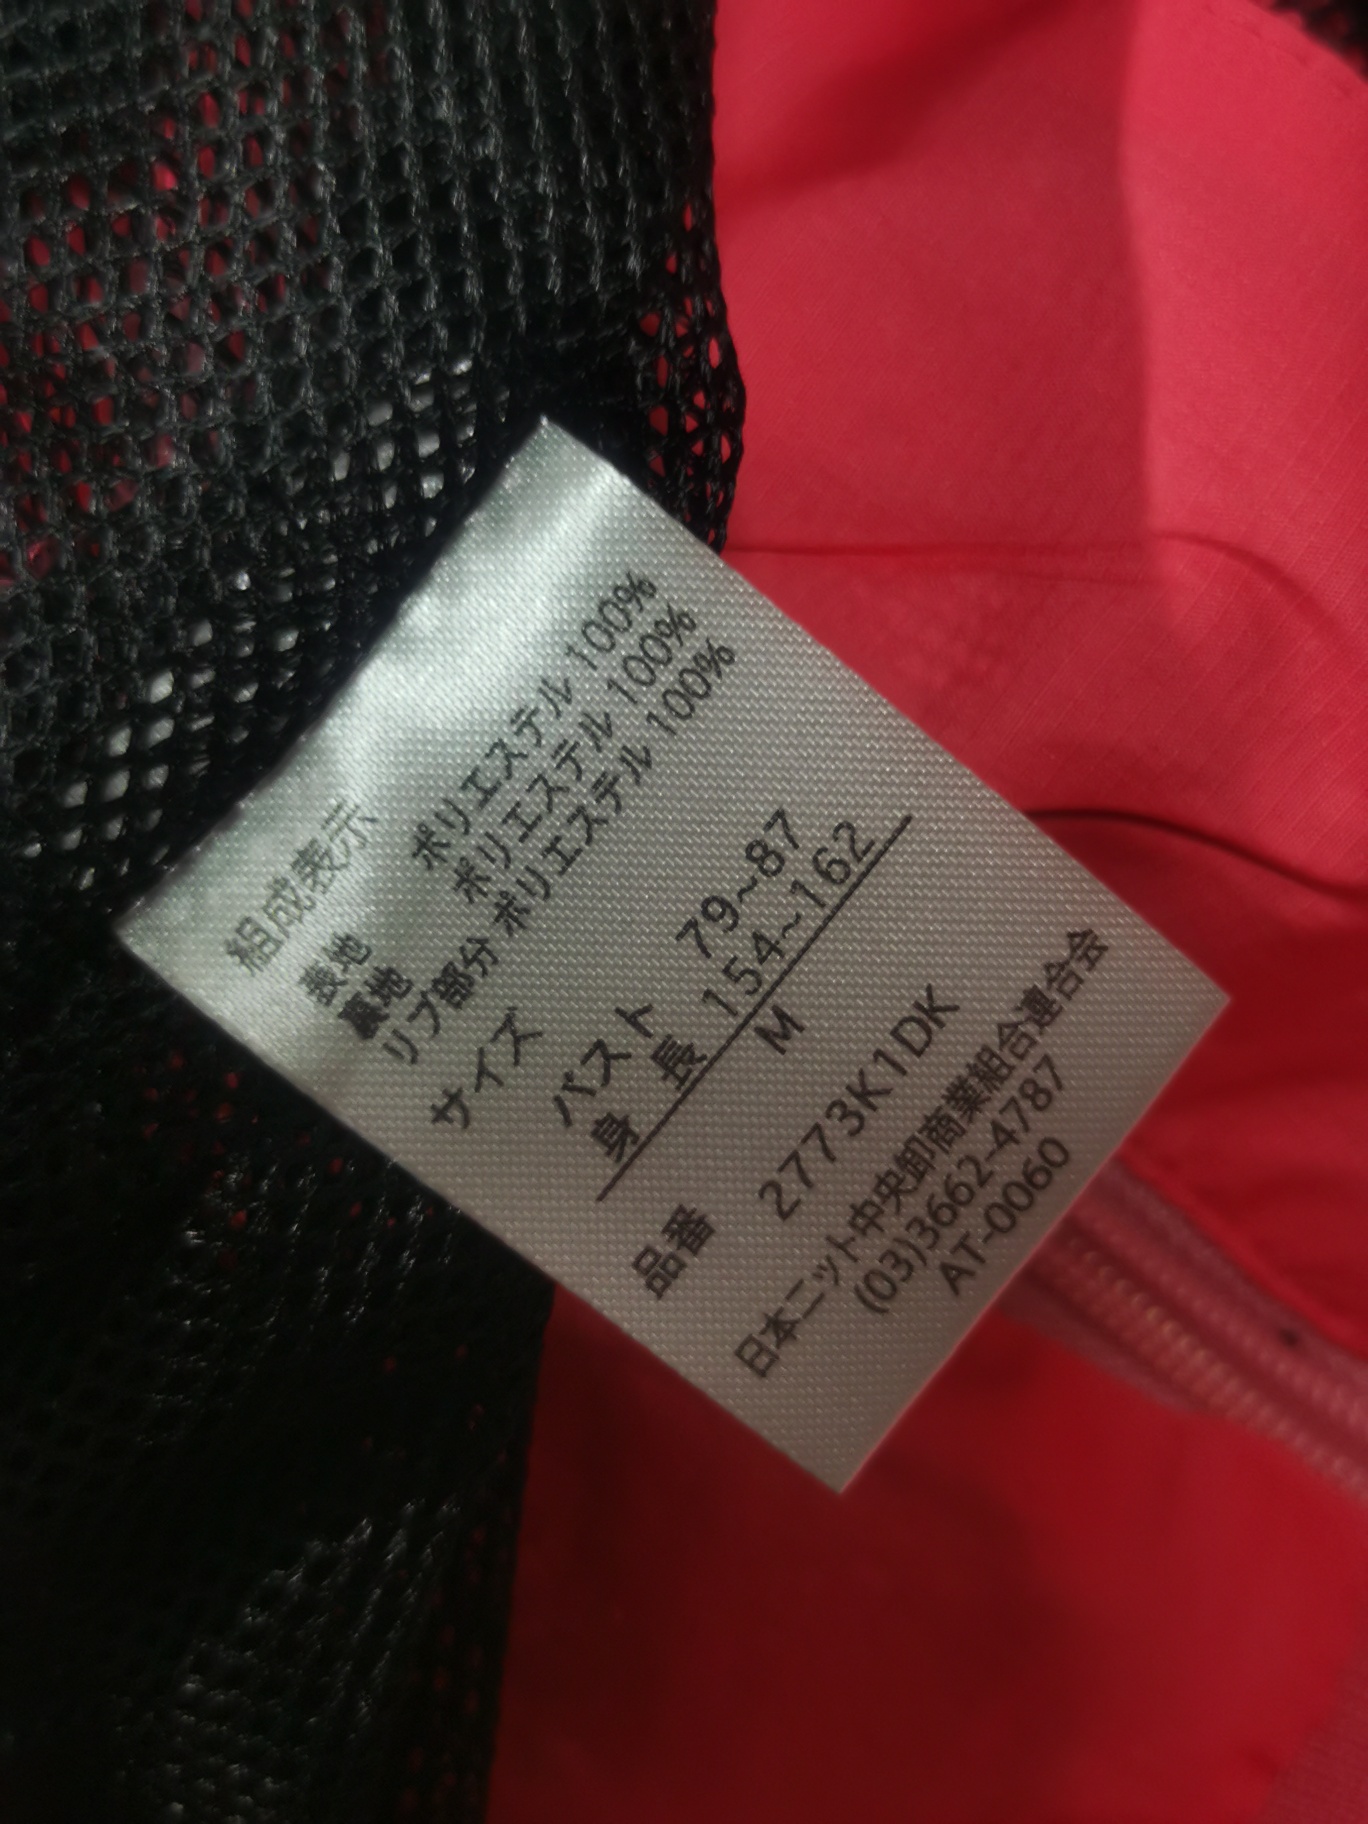 組成表示
表地 ポリエステル 100%
裏地 ポリエステル 100%
リブ部分 ポリエステル 100%
サイズ
バスト 79~87
身長 154~162
M
品番 2773K1DK
日本ニット中央卸商業組合連合会
(03)3662-4787
AT-0060